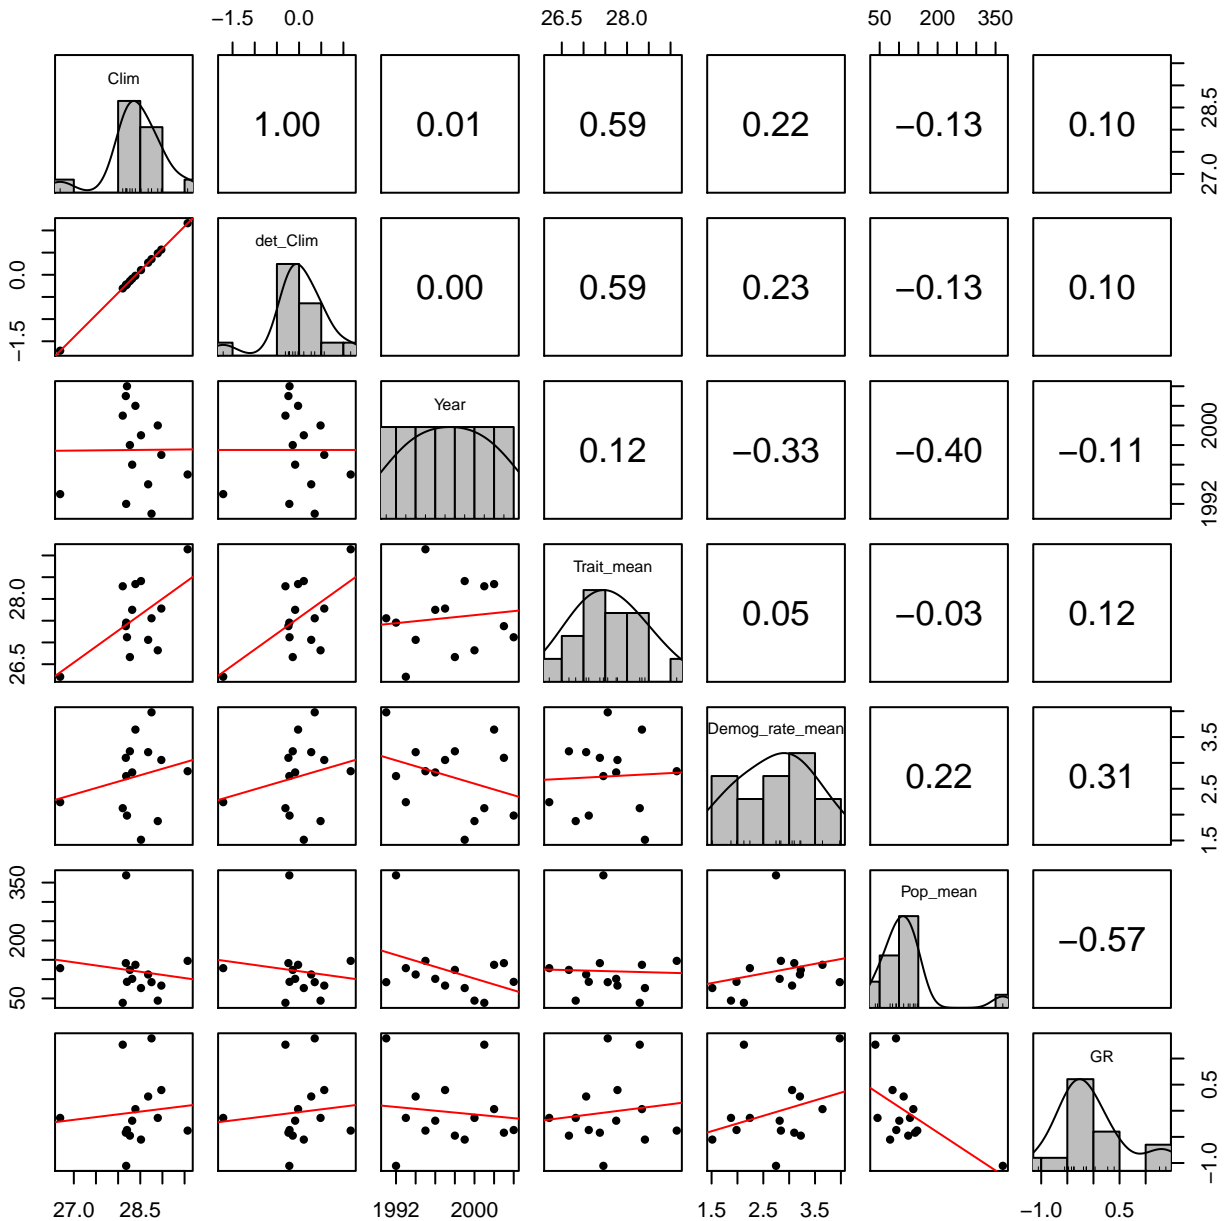 −1.5 0.0 26.5 28.0 50 200 350
Clim 1.00 0.01 0.59 0.22 −0.13 0.10 27.0 28.5
−1.5 0.0 det_Clim 0.00 0.59 0.23 −0.13 0.10
Year 0.12 −0.33 −0.40 −0.11 1992 2000
26.5 28.0 Trait_mean 0.05 −0.03 0.12
Demog_rate_mean 0.22 0.31 1.5 2.5 3.5
50 200 350 Pop_mean −0.57
GR −1.0 0.5
27.0 28.5 1992 2000 1.5 2.5 3.5 −1.0 0.5